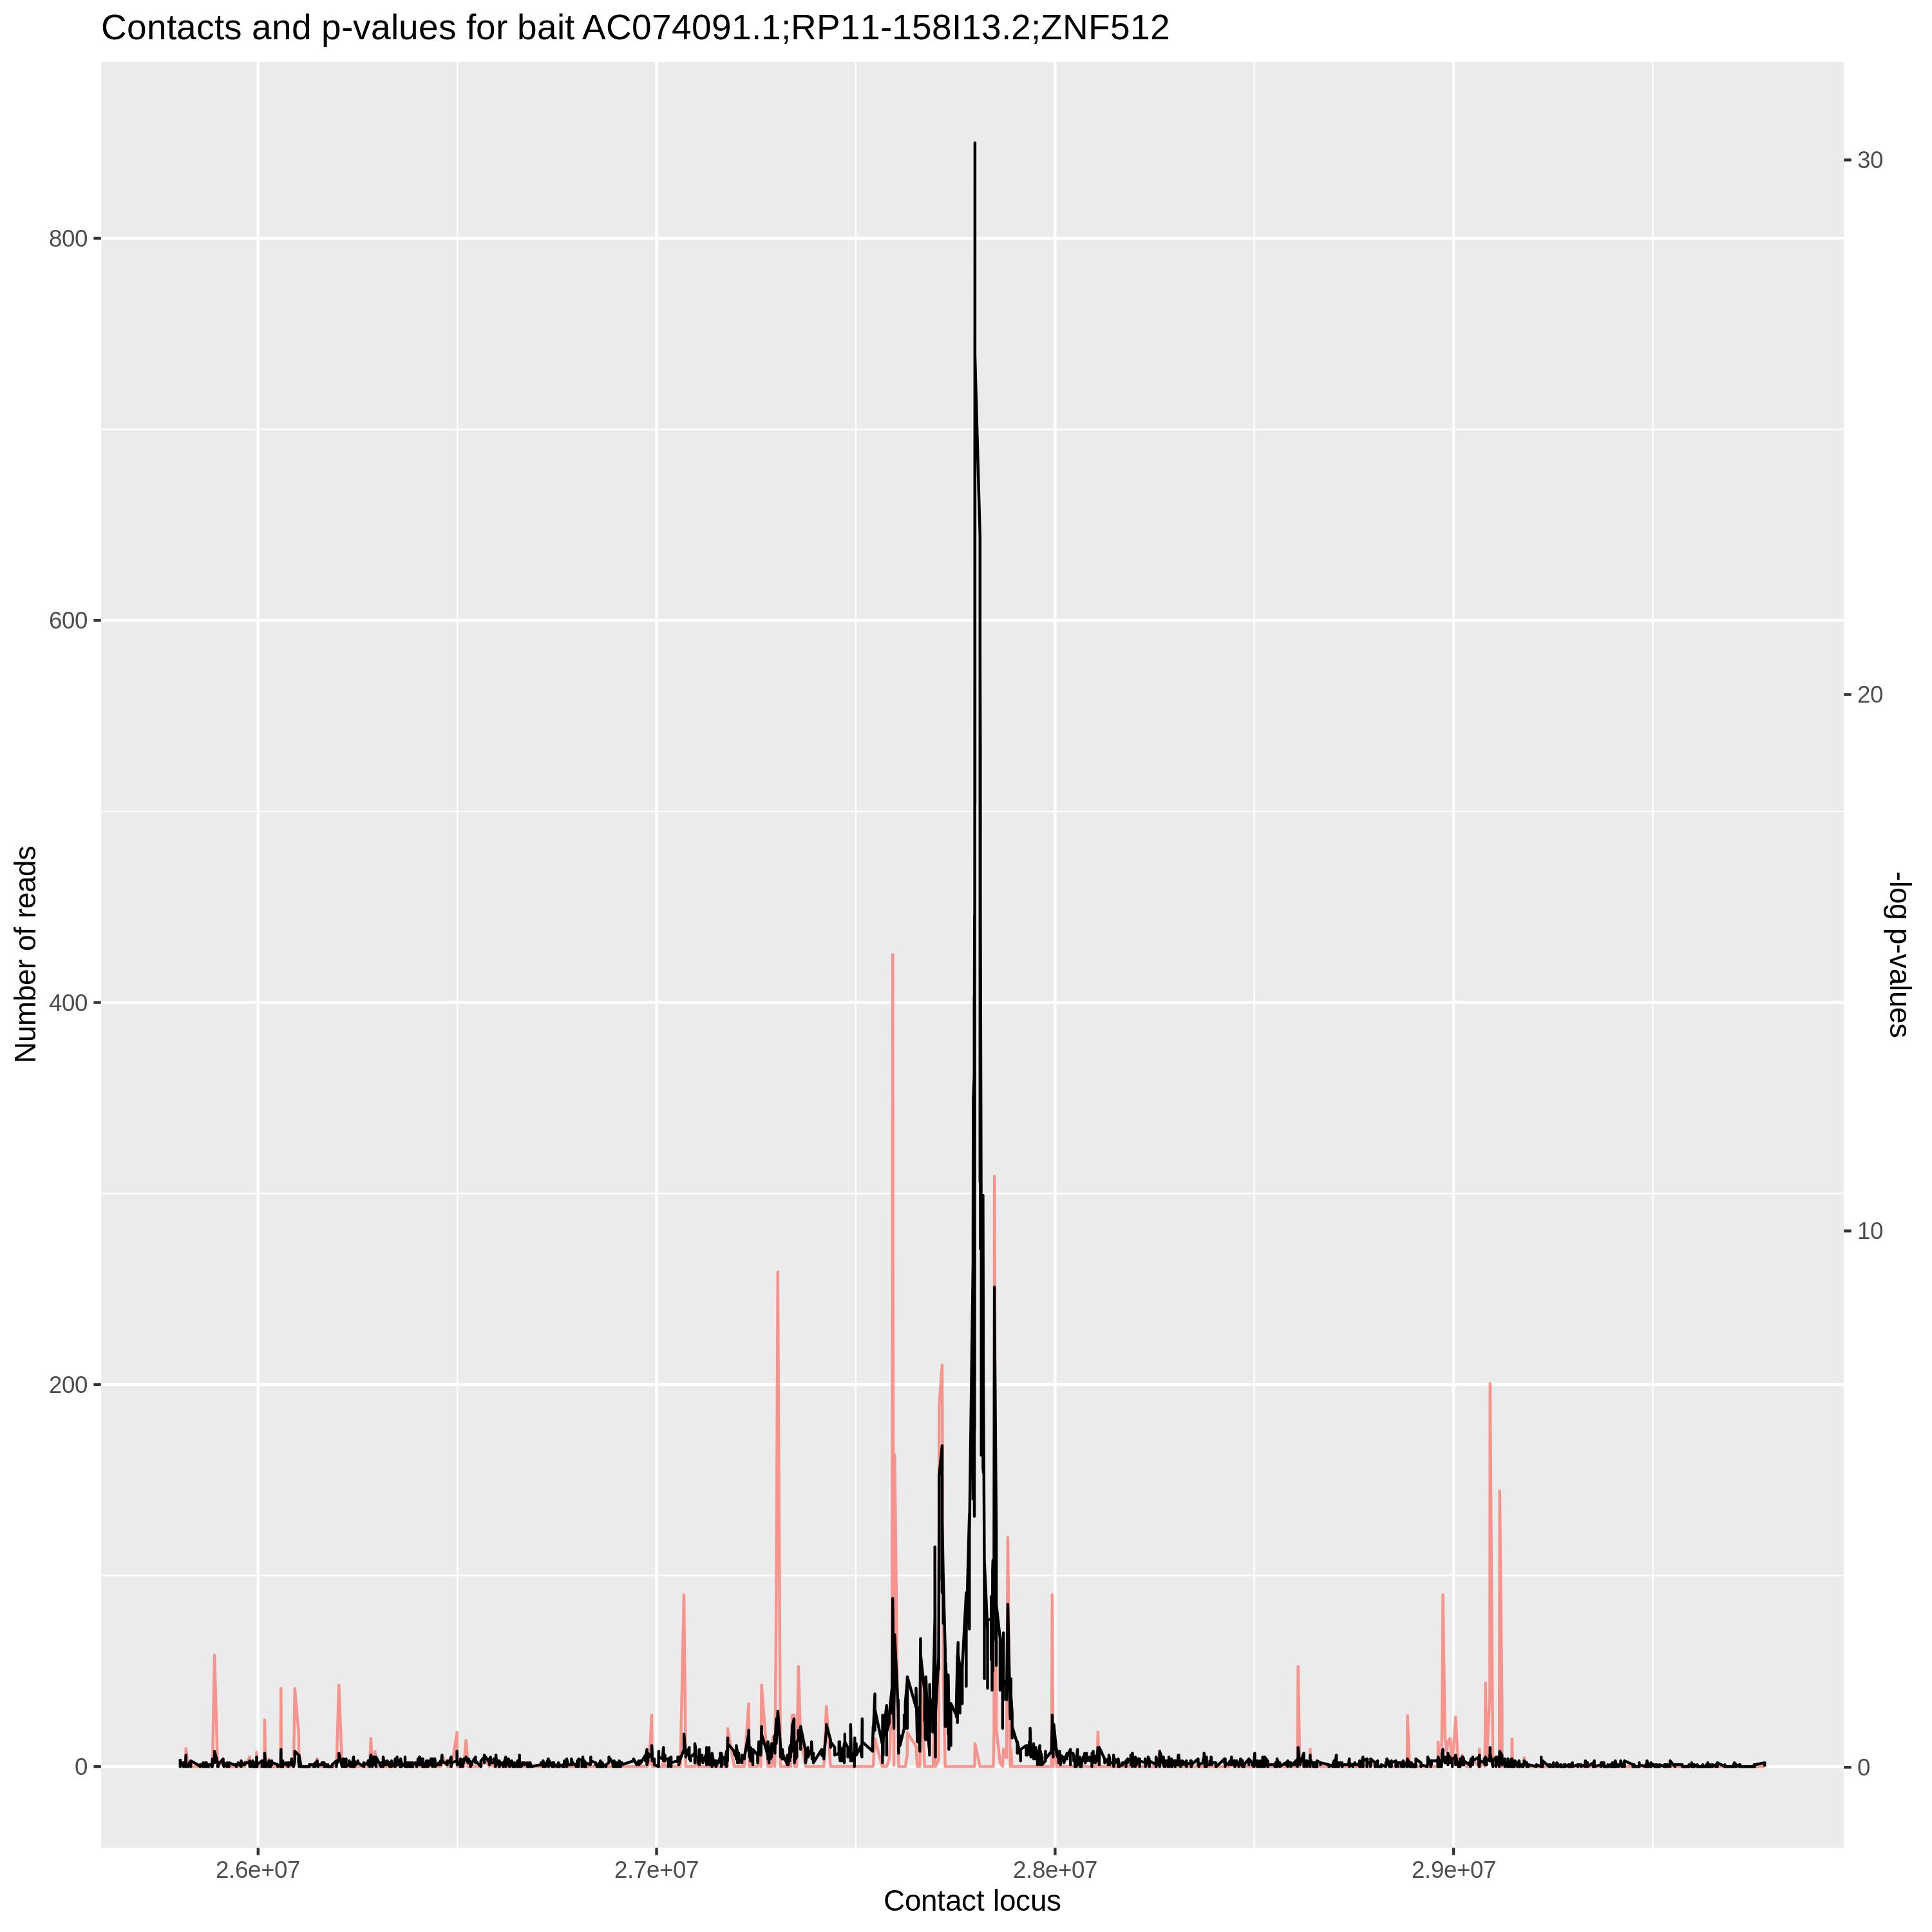 Contacts and p-values for bait AC074091.1;RP11-158I13.2;ZNF512
30
800
20
600
Number of reads
-log p-values
400
10
200
0
0
2.6e+07
2.7e+07
2.8e+07
2.9e+07
Contact locus